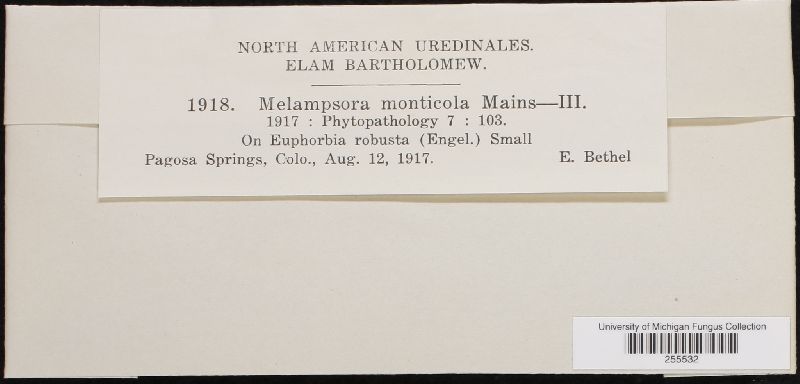 NORTH AMERICAN UREDINALES.
ELAM BARTHOLOMEW.
1918. Melampsora monticola Mains—III.
1917 : Phytopathology 7 : 103.
On Euphorbia robusta (Engel.) Small
Pagosa Springs, Colo., Aug. 12, 1917. E. Bethel
University of Michigan Fungus Collection
255532